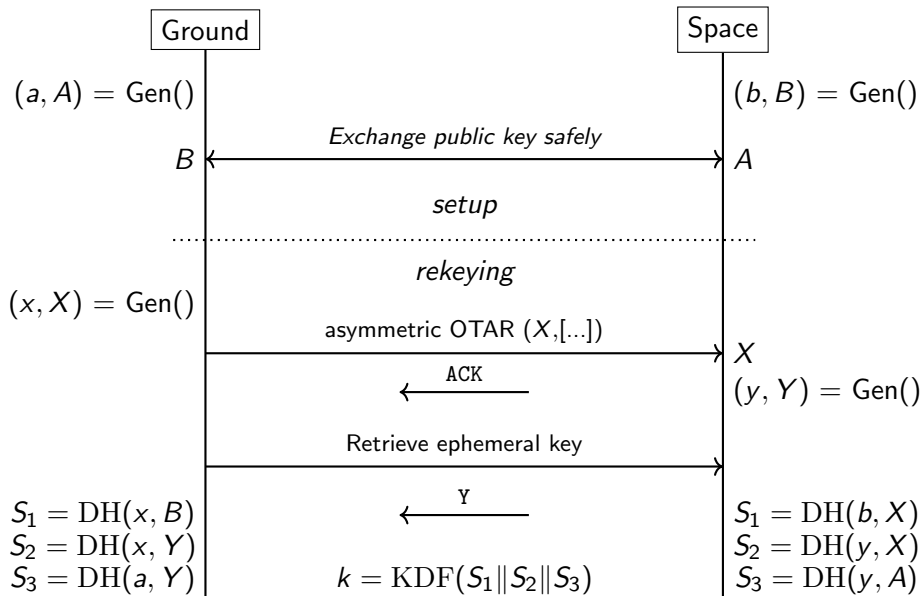 Ground
Space
(a, A) = Gen()
(b, B) = Gen()
Exchange public key safely
B
A
setup
rekeying
(x, X) = Gen()
asymmetric OTAR (X,[...])
X
ACK
(y, Y) = Gen()
Retrieve ephemeral key
Y
S₁ = DH(x, B)
S₁ = DH(b, X)
S₂ = DH(x, Y)
S₂ = DH(y, X)
S₃ = DH(a, Y)
k = KDF(S₁∥S₂∥S₃)
S₃ = DH(y, A)